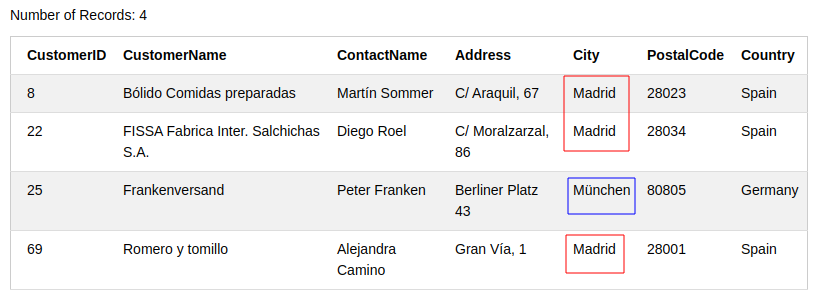 Number of Records: 4
CustomerID CustomerName ContactName Address City PostalCode Country
8 Bólido Comidas preparadas Martín Sommer C/ Araquil, 67 Madrid 28023 Spain
22 FISSA Fabrica Inter. Salchichas Diego Roel C/ Moralzarzal, Madrid 28034 Spain
S.A. 86
25 Frankenversand Peter Franken Berliner Platz München 80805 Germany
43
69 Romero y tomillo Alejandra Gran Vía, 1 Madrid 28001 Spain
Camino